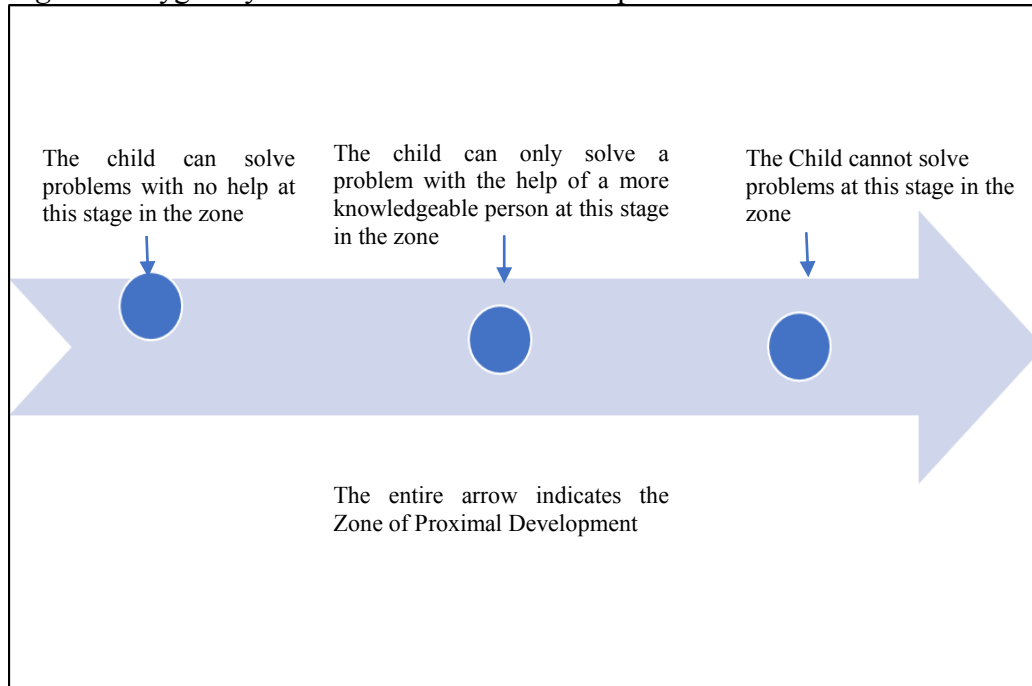 The child can solve
problems with no help at
this stage in the zone
The child can only solve a
problem with the help of a more
knowledgeable person at this stage
in the zone
The Child cannot solve
problems at this stage in the
zone
The entire arrow indicates the
Zone of Proximal Development